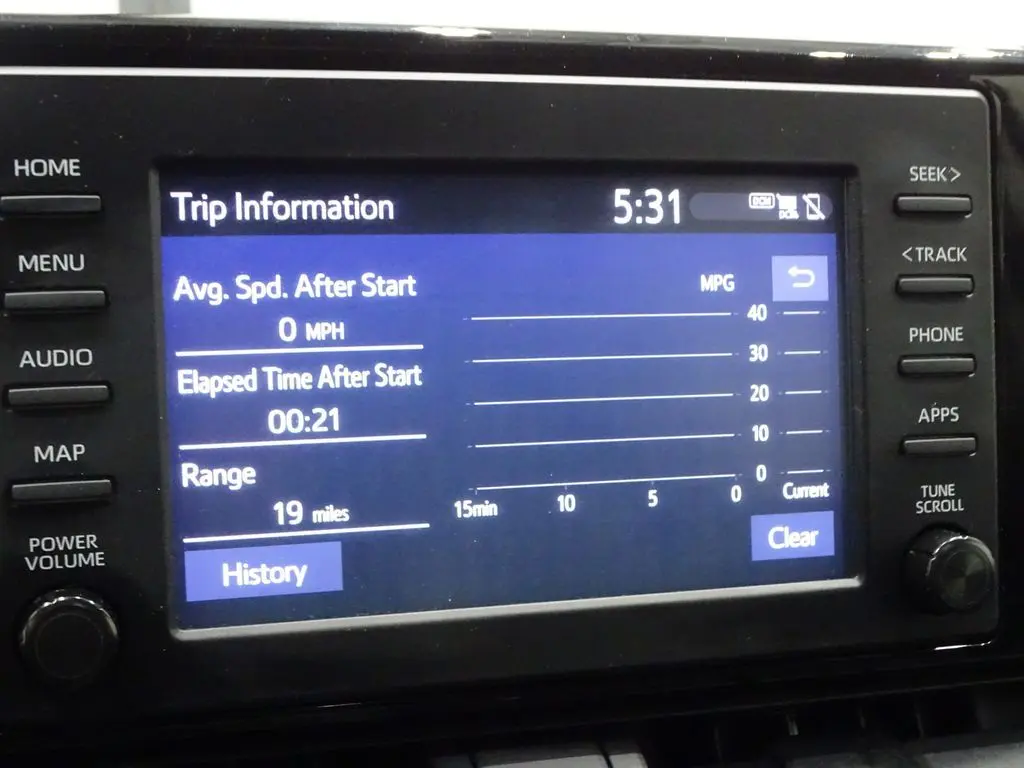 HOME
MENU
AUDIO
MAP
POWER
VOLUME
Trip Information
5:31
DCM
Avg. Spd. After Start
0 MPH
Elapsed Time After Start
00:21
Range
19 miles
History
MPG
40
30
20
10
0
15min 10 5 0 Current
Clear
SEEK>
<TRACK
PHONE
APPS
TUNE
SCROLL